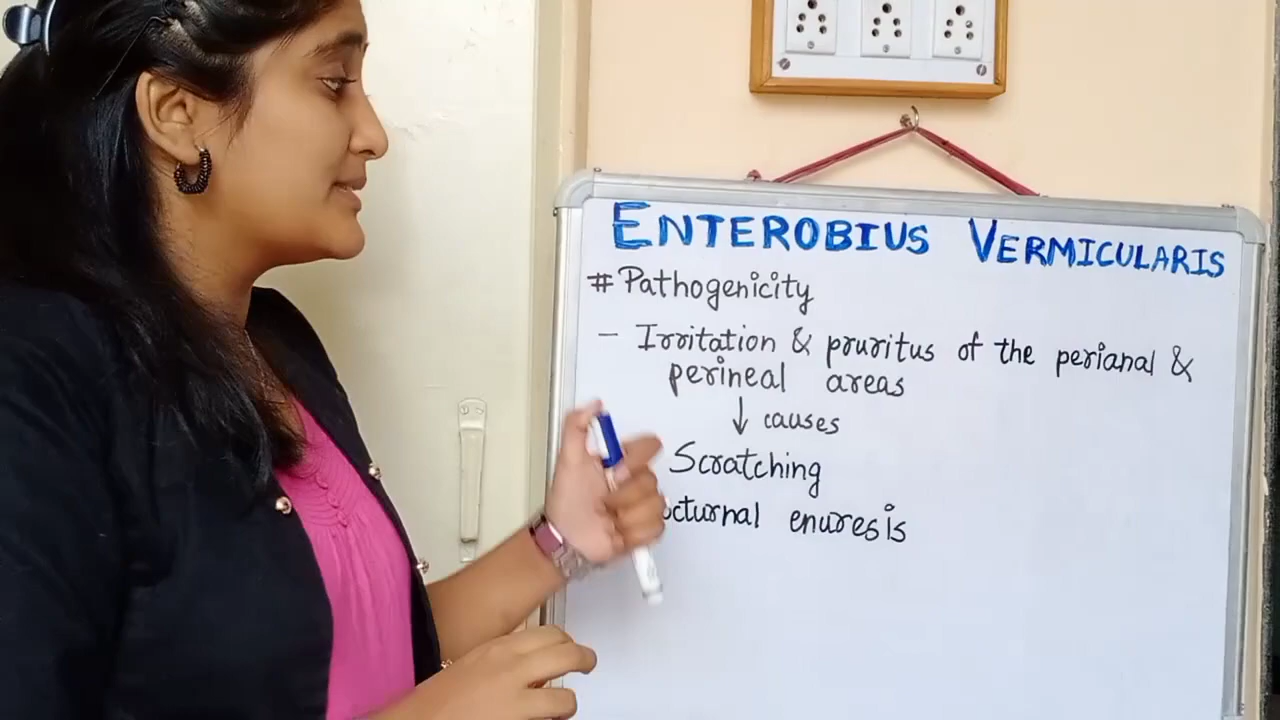 ENTEROBIUS VERMICULARIS
# Pathogenicity
- Irritation & pruritus of the perianal &
perineal areas
↓ causes
Scratching
enuresis